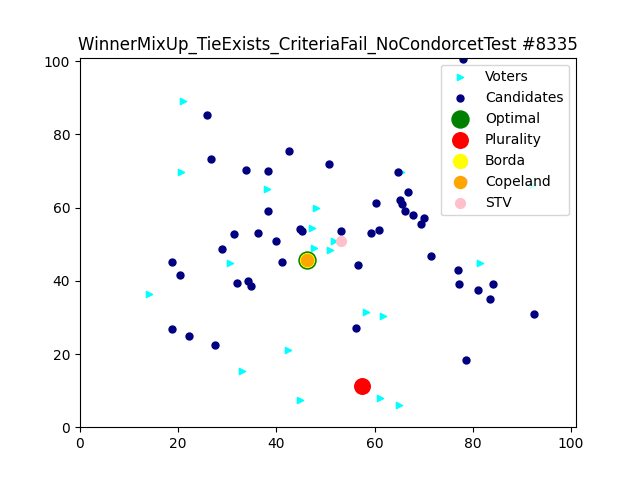 WinnerMixUp_TieExists_CriteriaFail_NoCondorcetTest #8335
Voters
Candidates
Optimal
Plurality
Borda
Copeland
STV
100
80
60
40
20
0
0 20 40 60 80 100